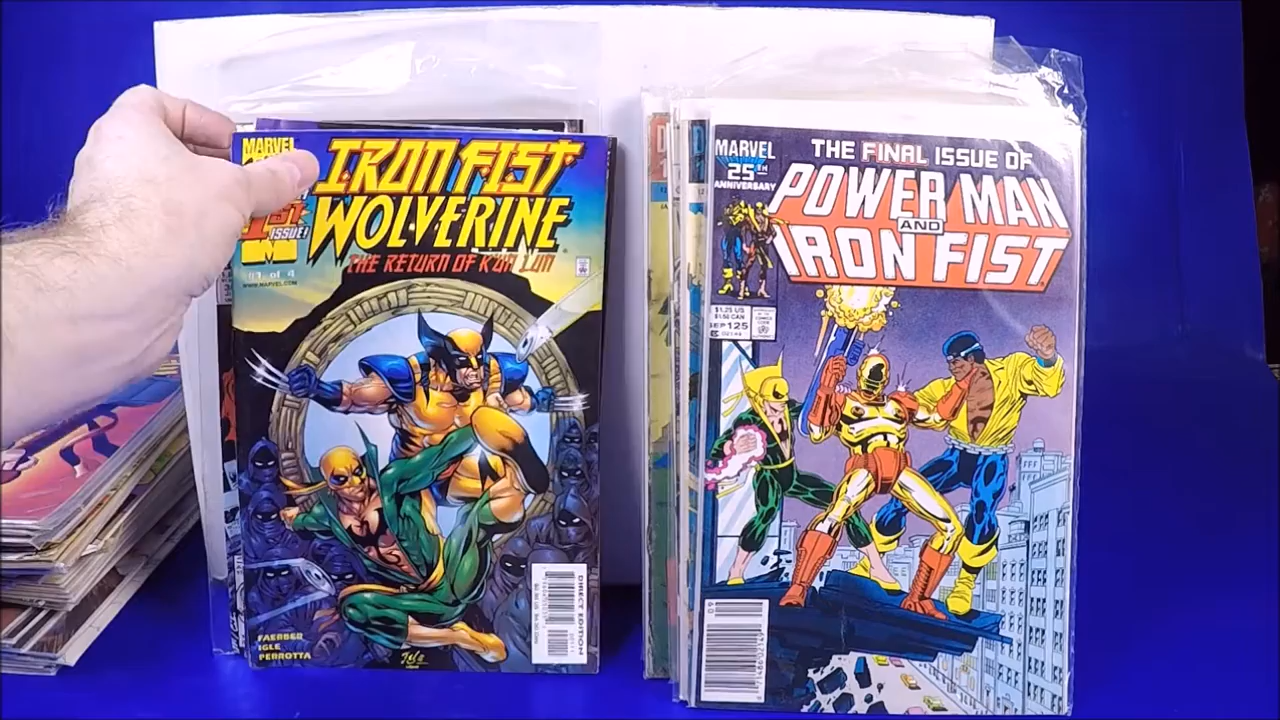 MARVEL
IRON FIST
WOLVERINE
THE RETURN OF K'UN LUN
1ST
ISSUE!
#1 of 4
WWW.MARVEL.COM
FAERBER
IGLE
PERROTTA
DIRECT EDITION
MARVEL
25TH
ANNIVERSARY
THE FINAL ISSUE OF
POWER MAN
AND
IRON FIST
$1.25 US
$1.50 CAN
SEP 125